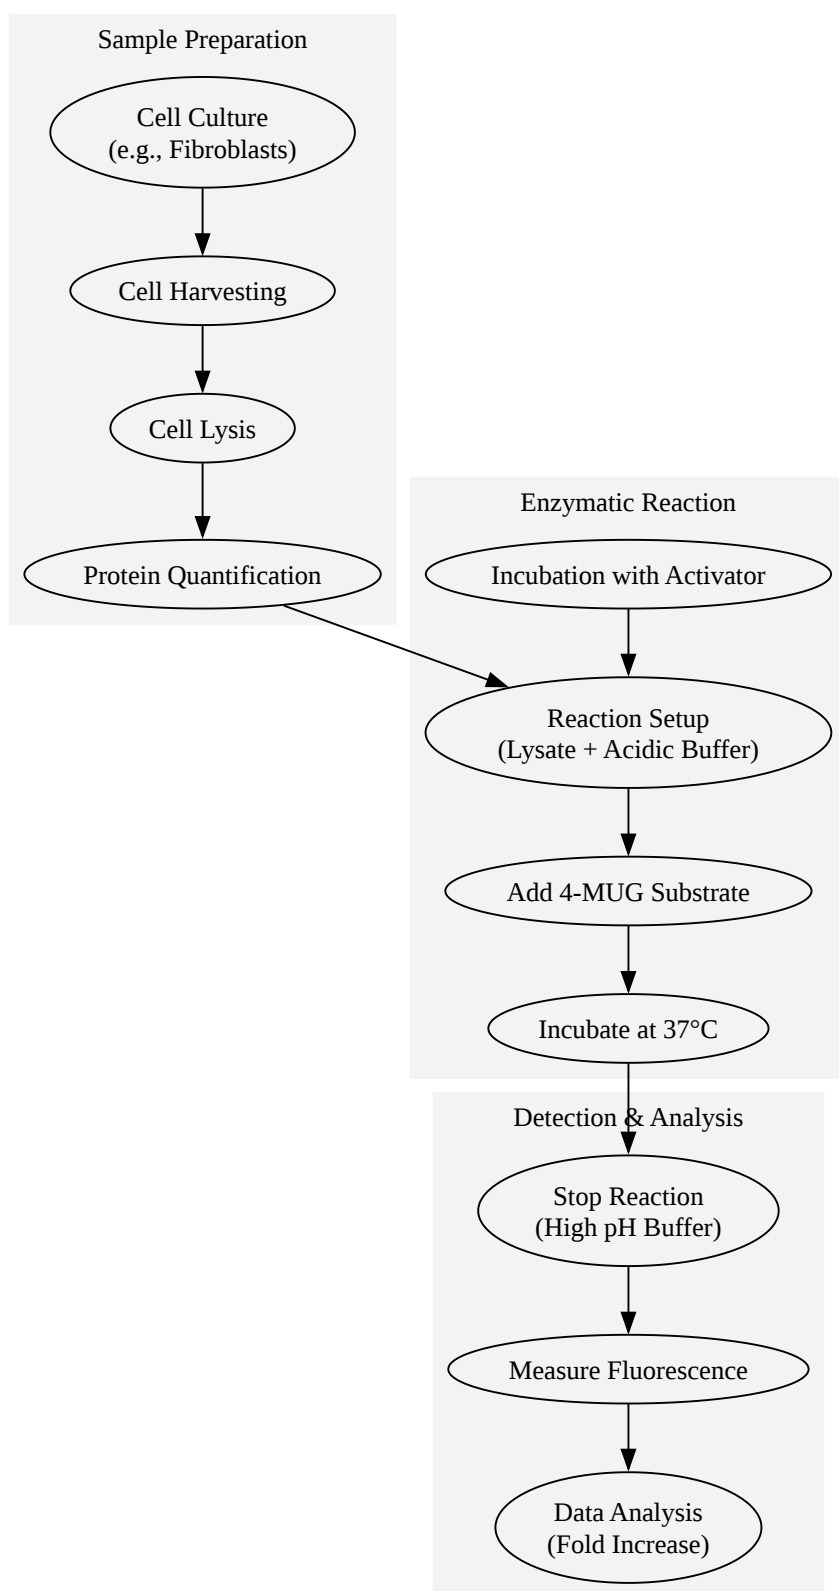 Sample Preparation
Cell Culture
(e.g., Fibroblasts)
Cell Harvesting
Cell Lysis
Protein Quantification
Enzymatic Reaction
Incubation with Activator
Reaction Setup
(Lysate + Acidic Buffer)
Add 4-MUG Substrate
Incubate at 37°C
Detection & Analysis
Stop Reaction
(High pH Buffer)
Measure Fluorescence
Data Analysis
(Fold Increase)